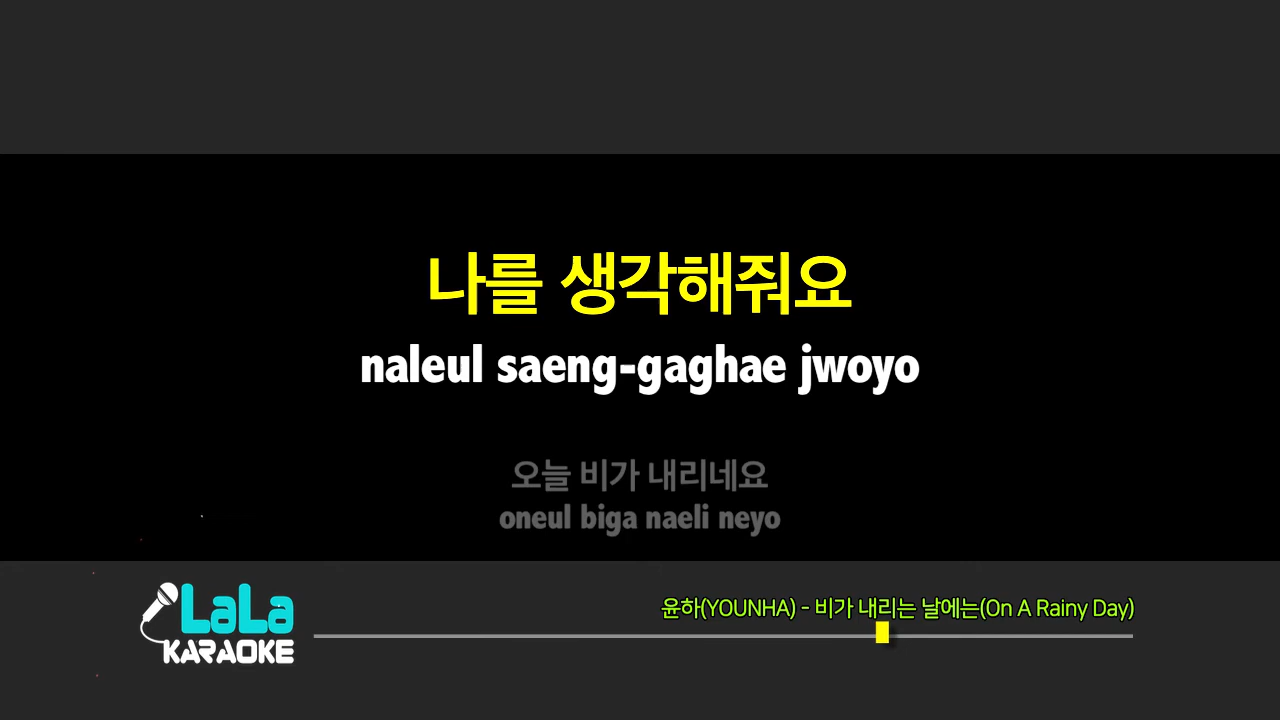 나를 생각해줘요
naleul saeng-gaghae jwoyo
오늘 비가 내리네요
oneul biga naeli neyo
LaLa
KARAOKE
윤하(YOUNHA) - 비가 내리는 날에는(On A Rainy Day)